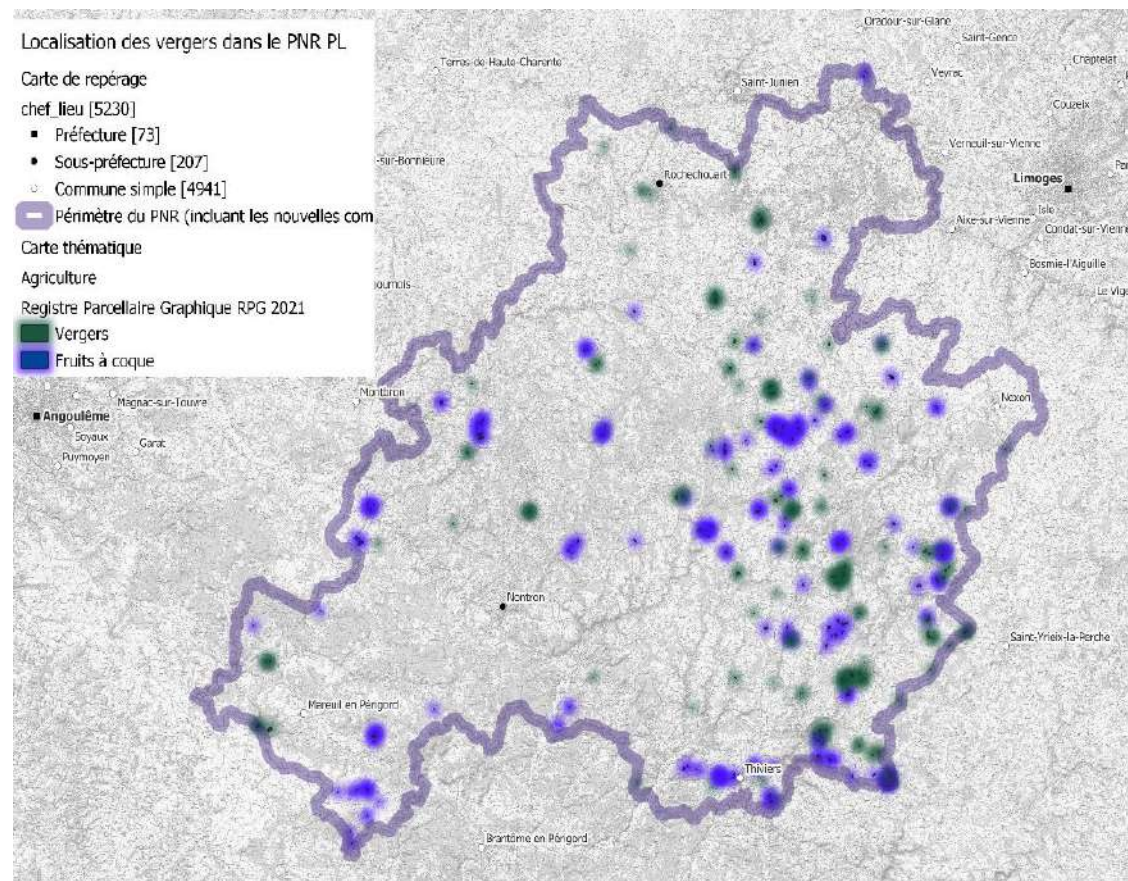 Localisation des vergers dans le PNR PL
Carte de repérage
chef_lieu [5230]
Préfecture [73]
Sous-préfecture [207]
Commune simple [4941]
Périmètre du PNR (incluant les nouvelles com
Carte thématique
Agriculture
Registre Parcellaire Graphique RPG 2021
Vergers
Fruits à coque
Oradour-sur-Glane
Saint-Gence
Terres-de-Haute-Charente
Chaptelat
Veyrac
Saint-Junien
Couzeix
Verneuil-sur-Vienne
-sur-Bonnieure
Rochechouart
Limoges
Isle
Aixe-sur-Vienne
Condat-sur-Vienne
Bosmie-l'Aiguille
Le Vige
Montbron
Nexon
Magnac-sur-Touvre
Angoulême
Soyaux
Garat
Puymoyen
Nontron
Saint-Yrieix-la-Perche
Mareuil en Périgord
Thiviers
Brantôme en Périgord